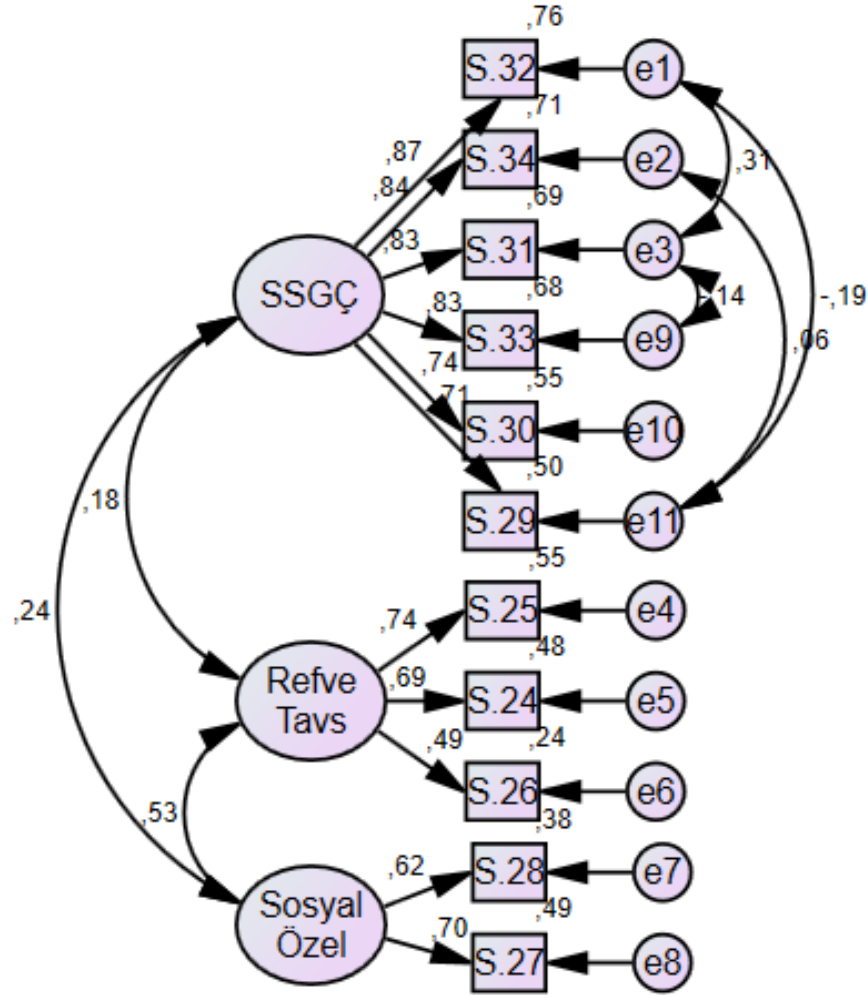 ,76
S.32
e1
,71
,87
S.34
e2
,31
,84
,69
,83
S.31
e3
,68
SSGÇ
,83
S.33
e9
,14
-,19
,06
,74
,55
,71
S.30
e10
,50
,18
S.29
e11
,55
,24
,74
S.25
e4
,48
Refve
Tavs
,69
S.24
e5
,24
,49
S.26
e6
,38
,53
,62
S.28
e7
,49
Sosyal
Özel
,70
S.27
e8